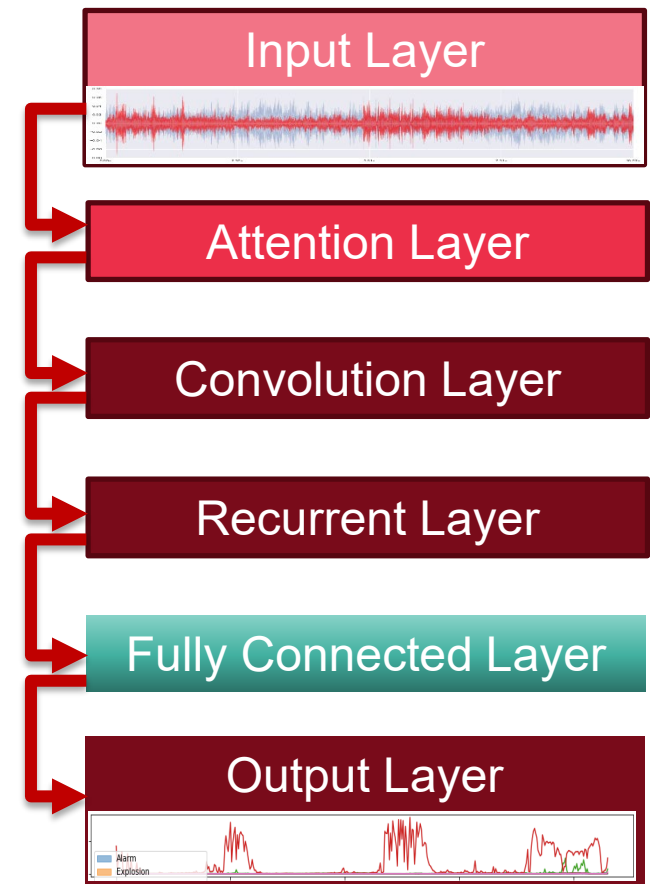 Input Layer
Attention Layer
Convolution Layer
Recurrent Layer
Fully Connected Layer
Output Layer
Alarm
Explosion